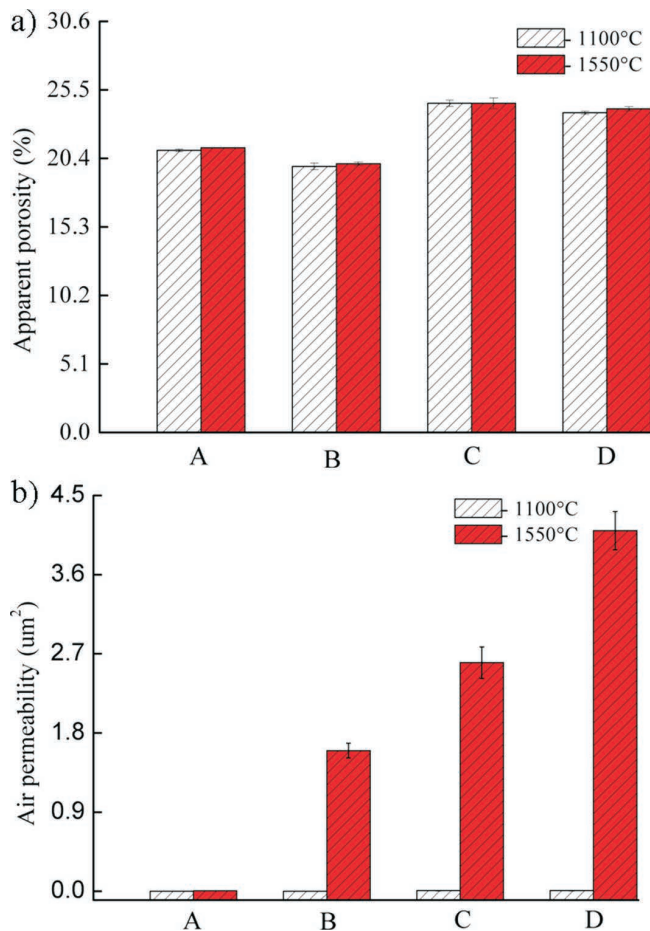 a)
30.6
25.5
20.4
15.3
10.2
5.1
0.0
Apparent porosity (%)
1100°C
1550°C
A B C D
b)
4.5
3.6
2.7
1.8
0.9
0.0
Air permeability (um²)
1100°C
1550°C
A B C D